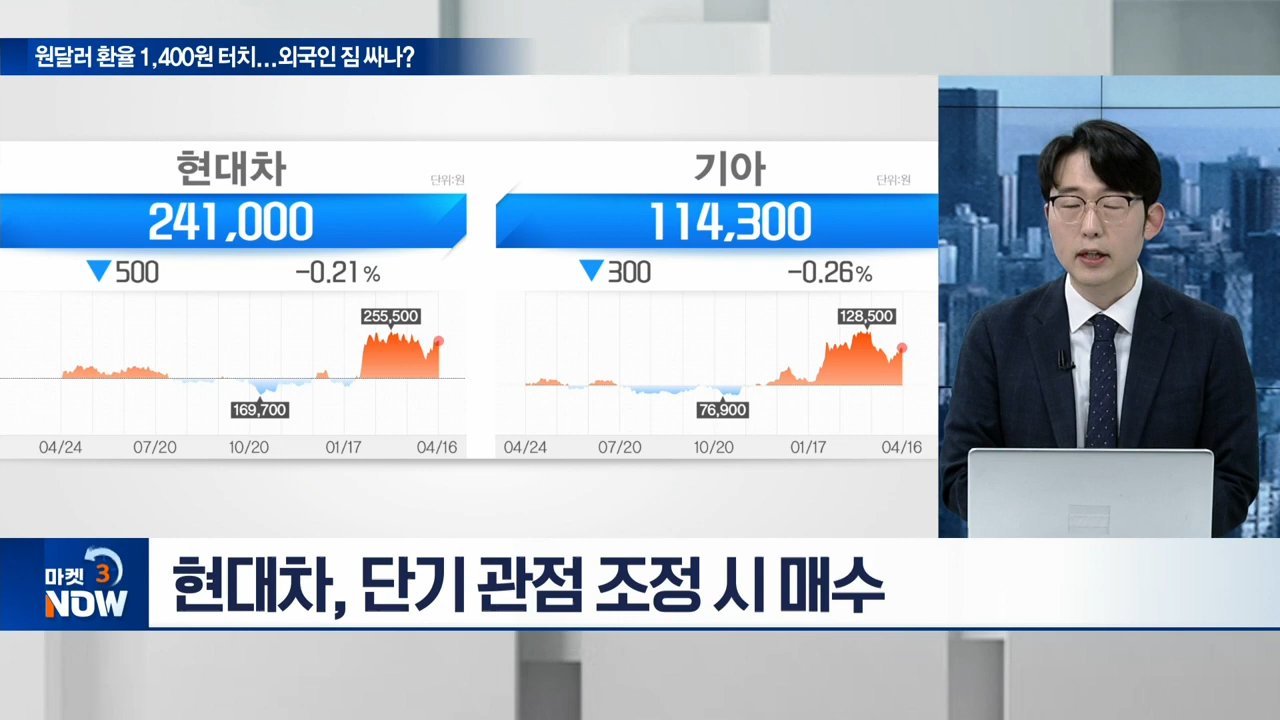 원달러 환율 1,400원 터치...외국인 짐 싸나?
현대차
단위:원
241,000
▼500 -0.21%
255,500
169,700
04/24 07/20 10/20 01/17 04/16
기아
단위:원
114,300
▼300 -0.26%
128,500
76,900
04/24 07/20 10/20 01/17 04/16
마켓 3
NOW
현대차, 단기 관점 조정 시 매수